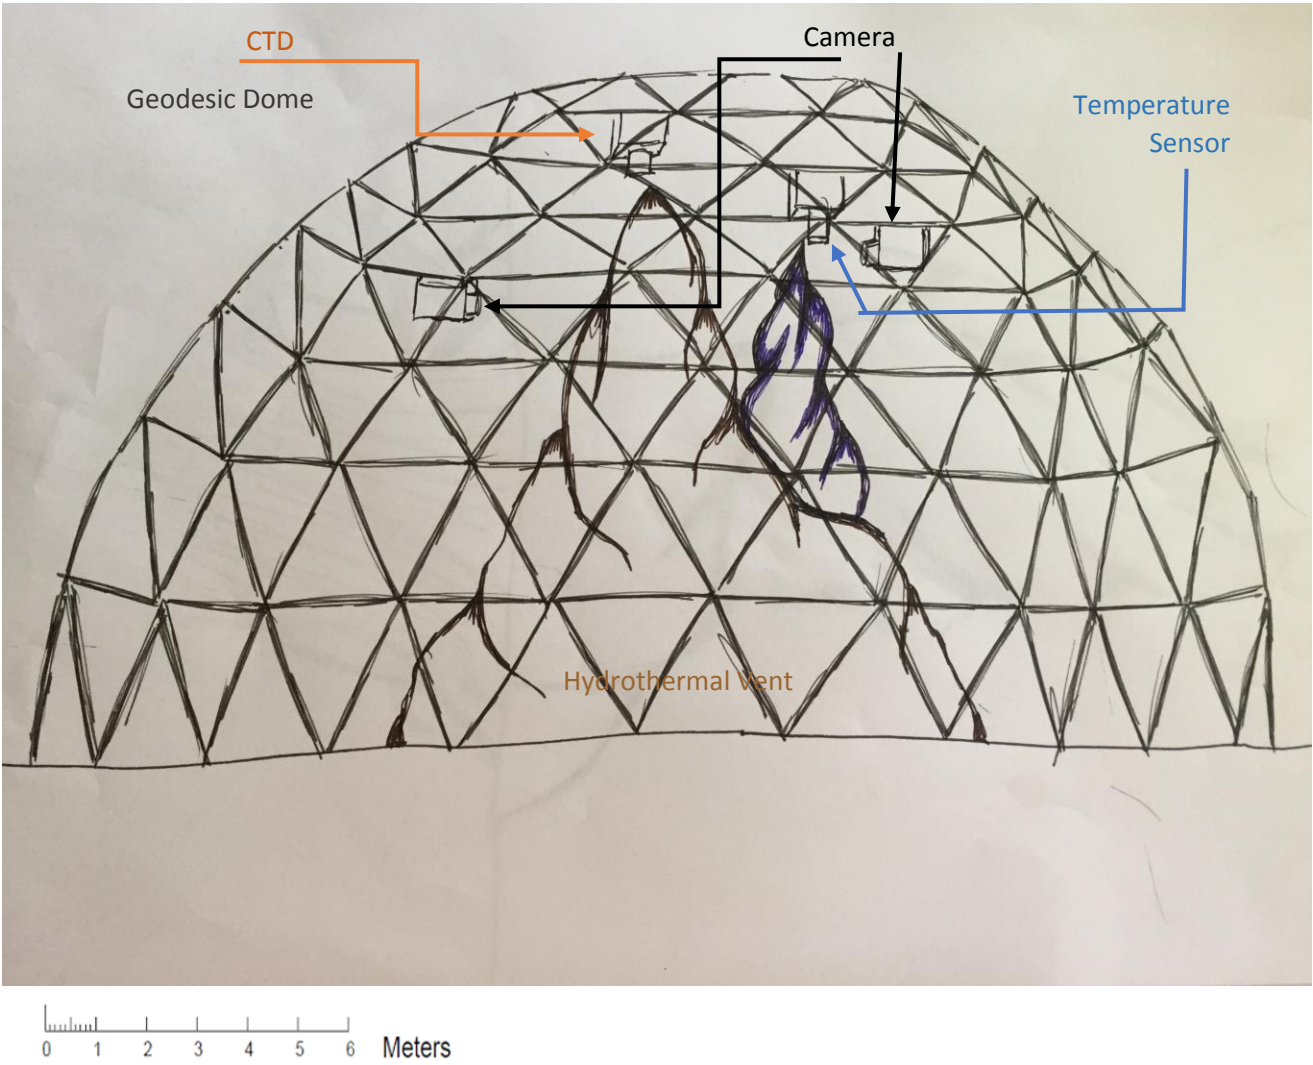 CTD
Camera
Geodesic Dome
Temperature
Sensor
Hydrothermal Vent
0 1 2 3 4 5 6 Meters